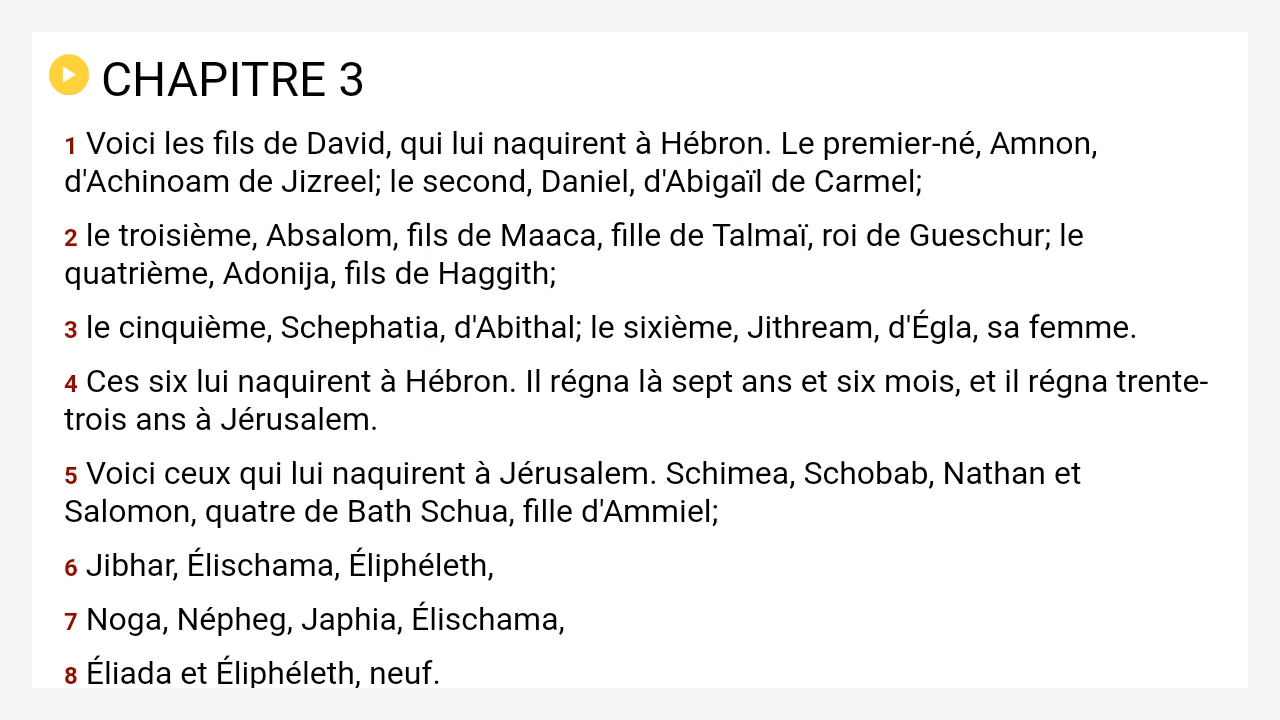 CHAPITRE 3
1 Voici les fils de David, qui lui naquirent à Hébron. Le premier-né, Amnon,
d'Achinoam de Jizreel; le second, Daniel, d'Abigaïl de Carmel;
2 le troisième, Absalom, fils de Maaca, fille de Talmaï, roi de Gueschur; le
quatrième, Adonija, fils de Haggith;
3 le cinquième, Schephatia, d'Abithal; le sixième, Jithream, d'Égla, sa femme.
4 Ces six lui naquirent à Hébron. Il régna là sept ans et six mois, et il régna trente-
trois ans à Jérusalem.
5 Voici ceux qui lui naquirent à Jérusalem. Schimea, Schobab, Nathan et
Salomon, quatre de Bath Schua, fille d'Ammiel;
6 Jibhar, Élischama, Éliphéleth,
7 Noga, Népheg, Japhia, Élischama,
8 Éliada et Éliphéleth, neuf.